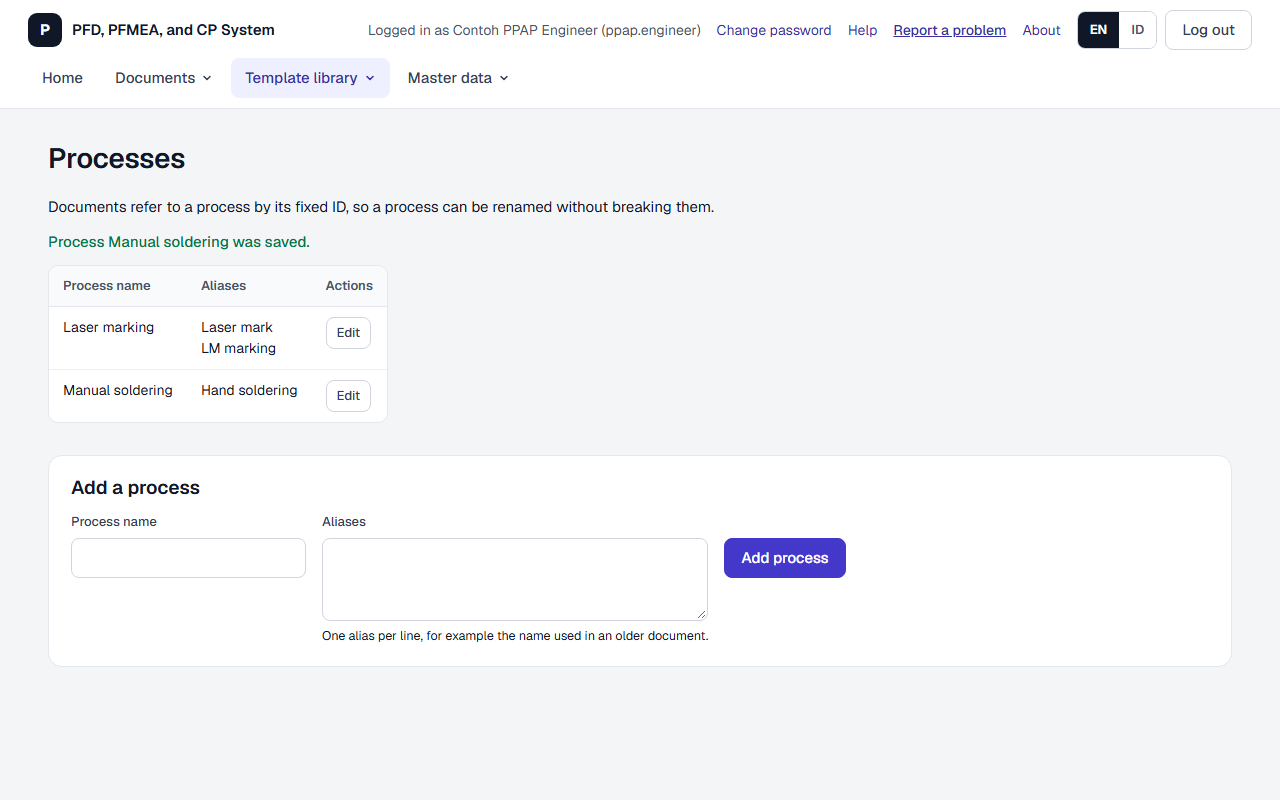 P PFD, PFMEA, and CP System Logged in as Contoh PPAP Engineer (ppap.engineer) Change password Help Report a problem About EN ID Log out
Home Documents Template library Master data
Processes
Documents refer to a process by its fixed ID, so a process can be renamed without breaking them.
Process Manual soldering was saved.
Process name Aliases Actions
Laser marking Laser mark Edit
LM marking
Manual soldering Hand soldering Edit
Add a process
Process name Aliases
Add process
One alias per line, for example the name used in an older document.